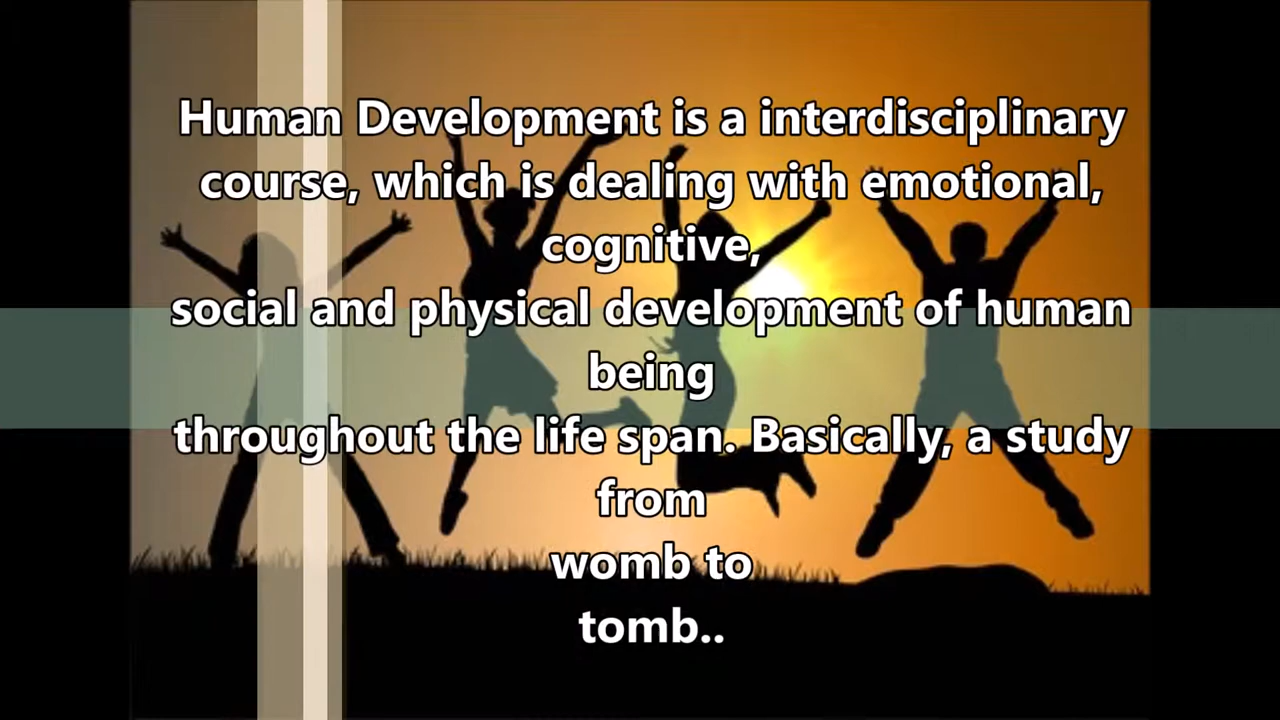 Human Development is a interdisciplinary
course, which is dealing with emotional,
cognitive,
social and physical development of human
being
throughout the life span. Basically, a study
from
womb to
tomb..